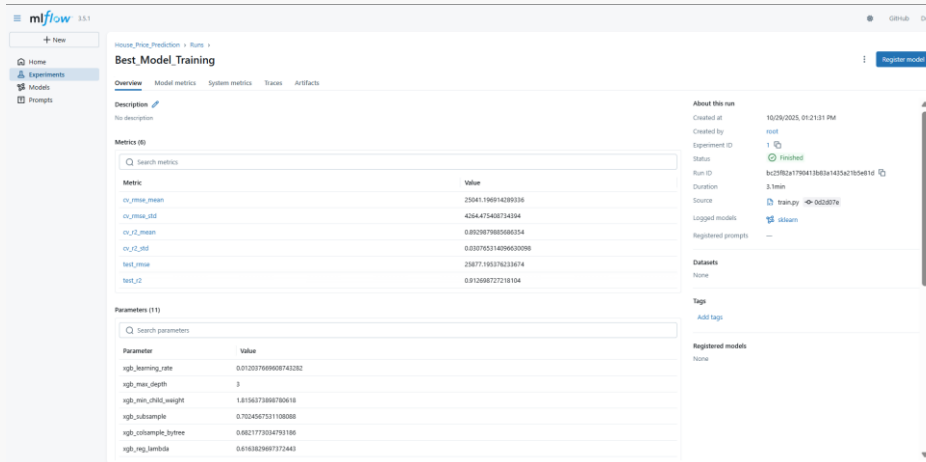 mlflow 3.5.1
GitHub
+ New
Home
Experiments
Models
Prompts
House_Price_Prediction > Runs >
Best_Model_Training
Register model
Overview Model metrics System metrics Traces Artifacts
Description
No description
Metrics (6)
Search metrics
Metric Value
cv_rmse_mean 25041.196914289336
cv_rmse_std 4264.475408734394
cv_r2_mean 0.8929879885686354
cv_r2_std 0.030765314096630098
test_rmse 25877.195376233674
test_r2 0.912698727218104
Parameters (11)
Search parameters
Parameter Value
xgb_learning_rate 0.012037669608743282
xgb_max_depth 3
xgb_min_child_weight 1.8156373898780618
xgb_subsample 0.7024567531108088
xgb_colsample_bytree 0.6821773034793186
xgb_reg_lambda 0.6163829697372443
About this run
Created at 10/29/2025, 01:21:31 PM
Created by root
Experiment ID 1
Status Finished
Run ID bc25f82a1790413b83a1435a21b5e81d
Duration 3.1min
Source train.py 0d2d07e
Logged models sklearn
Registered prompts —
Datasets
None
Tags
Add tags
Registered models
None